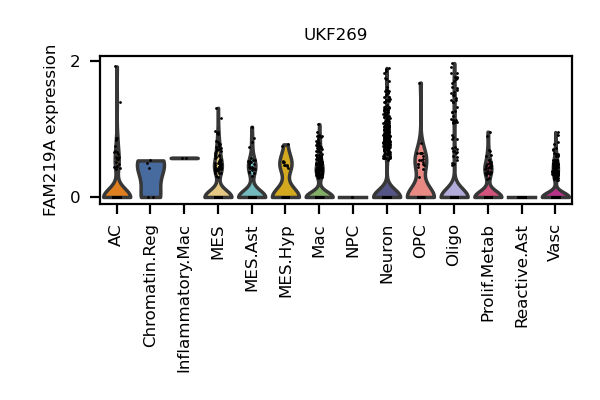 UKF269
FAM219A expression
2
0
AC
Chromatin.Reg
Inflammatory.Mac
MES
MES.Ast
MES.Hyp
Mac
NPC
Neuron
OPC
Oligo
Prolif.Metab
Reactive.Ast
Vasc